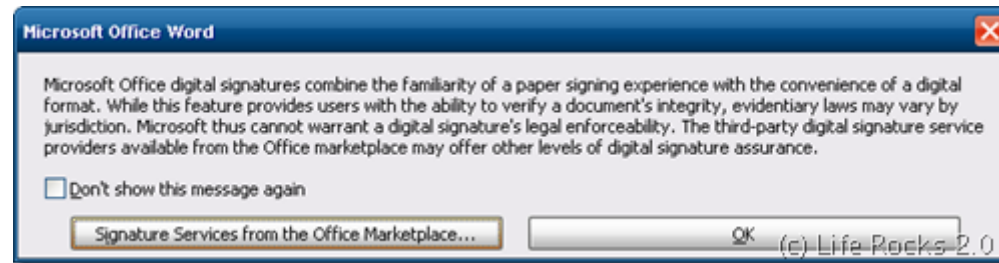 Microsoft Office Word
Microsoft Office digital signatures combine the familiarity of a paper signing experience with the convenience of a digital
format. While this feature provides users with the ability to verify a document's integrity, evidentiary laws may vary by
jurisdiction. Microsoft thus cannot warrant a digital signature's legal enforceability. The third-party digital signature service
providers available from the Office marketplace may offer other levels of digital signature assurance.
Don't show this message again
Signature Services from the Office Marketplace... OK
(c) Life Rocks 2.0